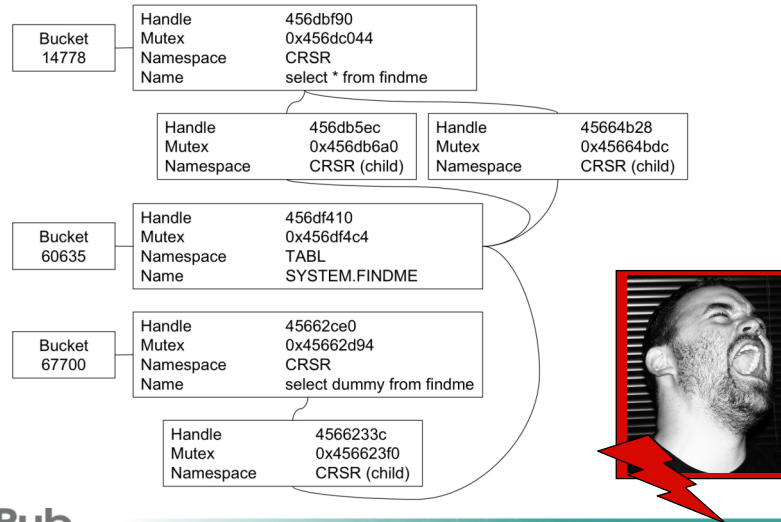 Bucket
14778
Handle 456dbf90
Mutex 0x456dc044
Namespace CRSR
Name select * from findme
Handle 456db5ec
Mutex 0x456db6a0
Namespace CRSR (child)
Handle 45664b28
Mutex 0x45664bdc
Namespace CRSR (child)
Bucket
60635
Handle 456df410
Mutex 0x456df4c4
Namespace TABL
Name SYSTEM.FINDME
Bucket
67700
Handle 45662ce0
Mutex 0x45662d94
Namespace CRSR
Name select dummy from findme
Handle 4566233c
Mutex 0x456623f0
Namespace CRSR (child)